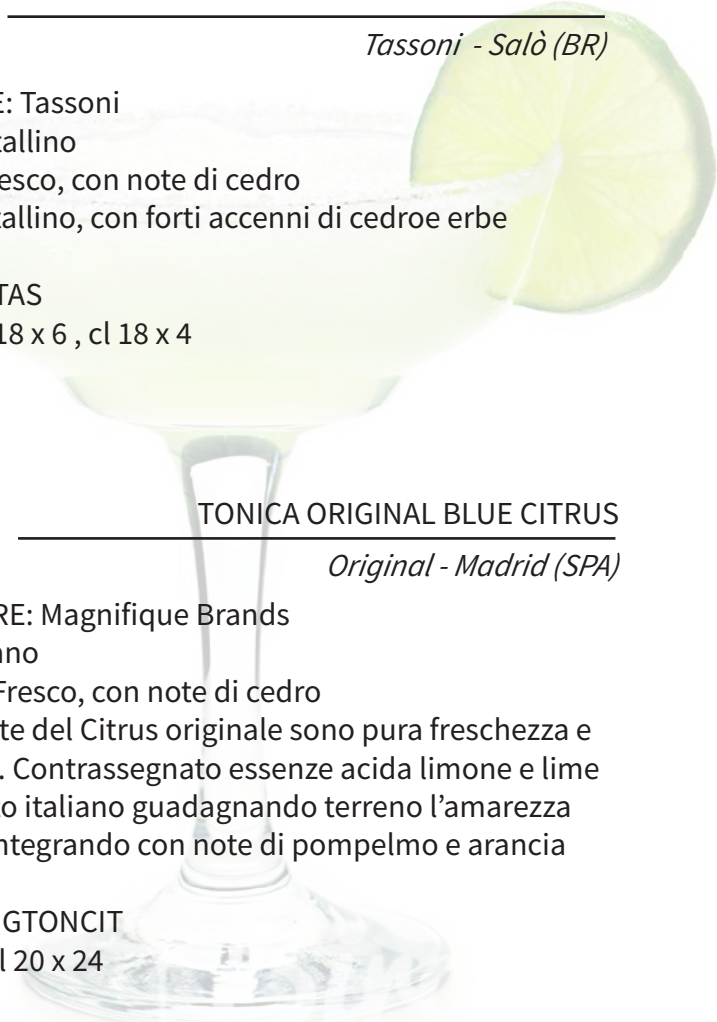 Tassoni - Salò (BR)
E: Tassoni
tallino
esco, con note di cedro
tallino, con forti accenni di cedroe erbe
TAS
18 x 6 , cl 18 x 4
TONICA ORIGINAL BLUE CITRUS
Original - Madrid (SPA)
RE: Magnifique Brands
no
Fresco, con note di cedro
te del Citrus originale sono pura freschezza e
. Contrassegnato essenze acida limone e lime
o italiano guadagnando terreno l’amarezza
ntegrando con note di pompelmo e arancia
GTONCIT
l 20 x 24